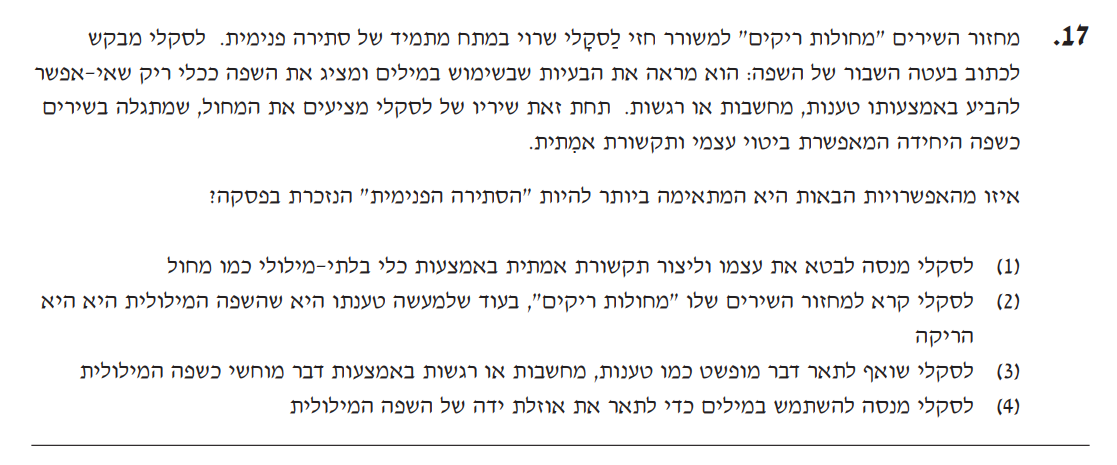 17. מחזור השירים "מחולות ריקים" למשורר חזי לַסקָלי שרוי במתח מתמיד של סתירה פנימית. לסקלי מבקש
לכתוב בעטה השבור של השפה: הוא מראה את הבעיות שבשימוש במילים ומציג את השפה ככלי ריק שאי-אפשר
להביע באמצעותו טענות, מחשבות או רגשות. תחת זאת שיריו של לסקלי מציעים את המחול, שמתגלה בשירים
כשפה היחידה המאפשרת ביטוי עצמי ותקשורת אמִתית.
איזו מהאפשרויות הבאות היא המתאימה ביותר להיות "הסתירה הפנימית" הנזכרת בפסקה?
(1) לסקלי מנסה לבטא את עצמו וליצור תקשורת אמתית באמצעות כלי בלתי-מילולי כמו מחול
(2) לסקלי קרא למחזור השירים שלו "מחולות ריקים", בעוד שלמעשה טענתו היא שהשפה המילולית היא היא
הריקה
(3) לסקלי שואף לתאר דבר מופשט כמו טענות, מחשבות או רגשות באמצעות דבר מוחשי כשפה המילולית
(4) לסקלי מנסה להשתמש במילים כדי לתאר את אוזלת ידה של השפה המילולית